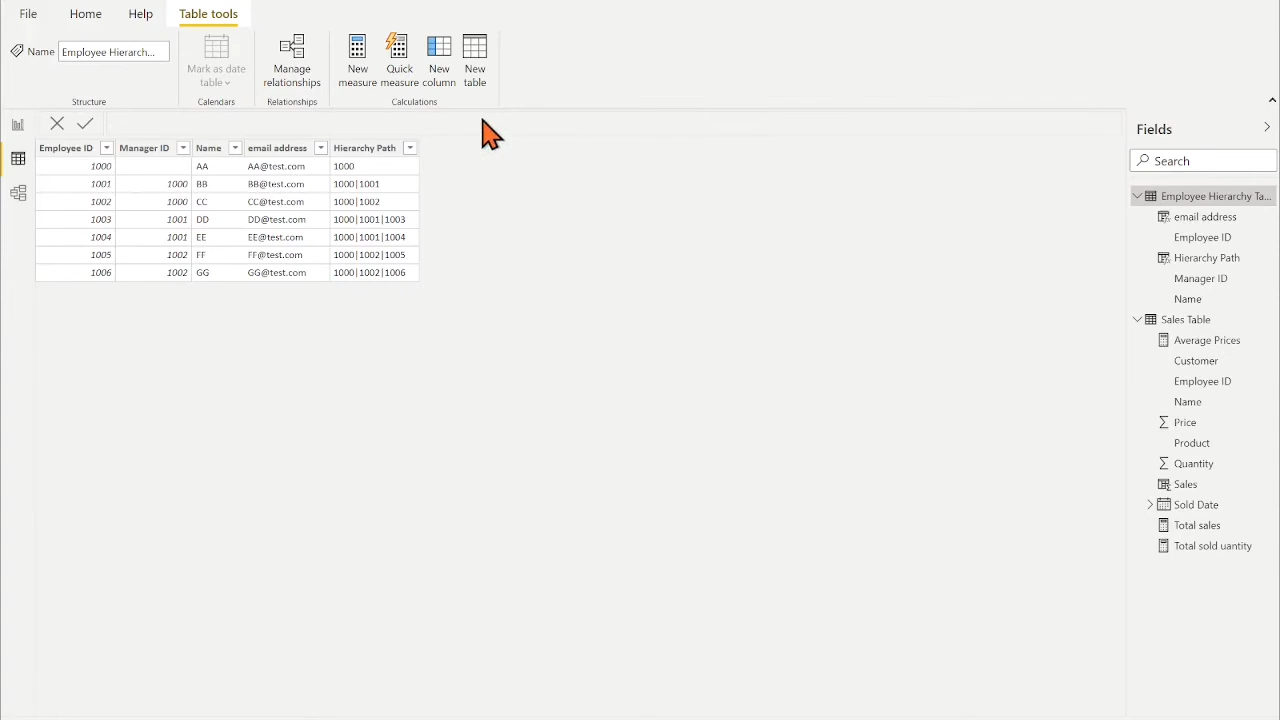 File Home Help Table tools
Name Employee Hierarch...
Mark as date table
Manage relationships
New measure
Quick measure
New column
New table
Structure Calendars Relationships Calculations
Employee ID Manager ID Name email address Hierarchy Path
1000 AA AA@test.com 1000
1001 1000 BB BB@test.com 1000|1001
1002 1000 CC CC@test.com 1000|1002
1003 1001 DD DD@test.com 1000|1001|1003
1004 1001 EE EE@test.com 1000|1001|1004
1005 1002 FF FF@test.com 1000|1002|1005
1006 1002 GG GG@test.com 1000|1002|1006
Fields
Search
Employee Hierarchy Ta...
email address
Employee ID
Hierarchy Path
Manager ID
Name
Sales Table
Average Prices
Customer
Employee ID
Name
Price
Product
Quantity
Sales
Sold Date
Total sales
Total sold uantity